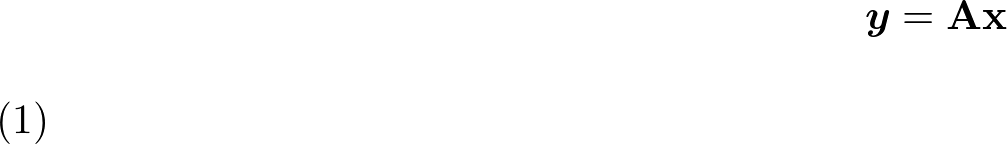 y = Ax
(1)